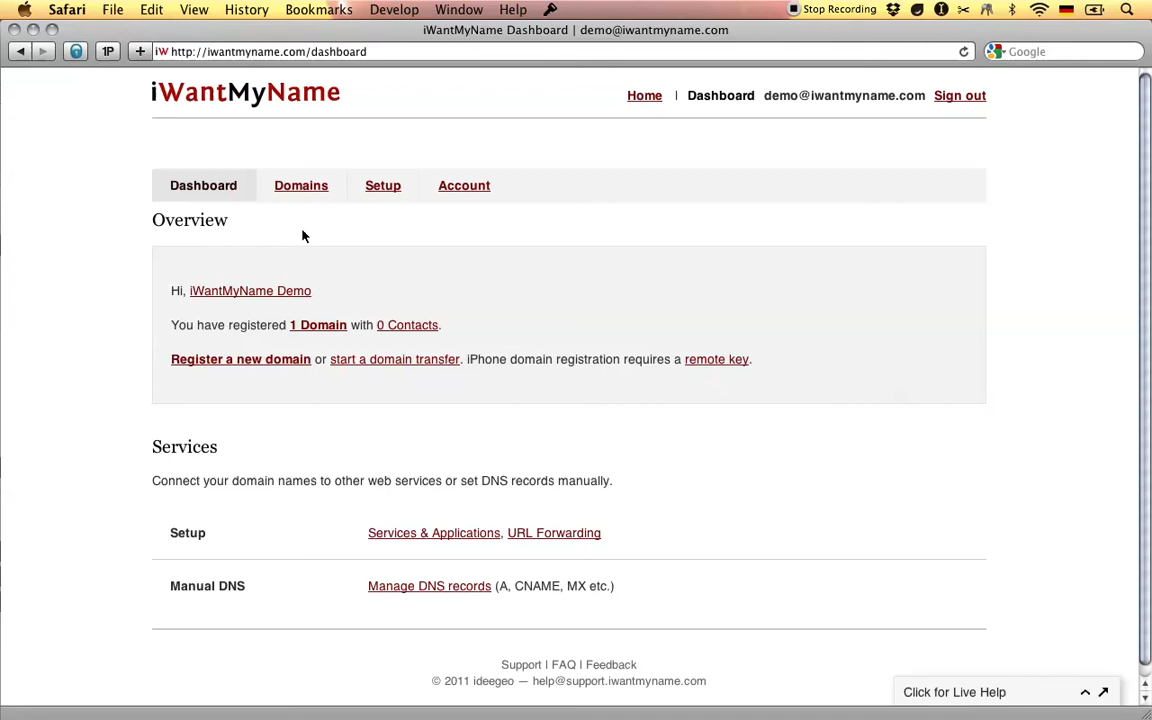 Safari File Edit View History Bookmarks Develop Window Help Stop Recording
iWantMyName Dashboard | demo@iwantmyname.com
1P + iW http://iwantmyname.com/dashboard Google
iWantMyName Home | Dashboard demo@iwantmyname.com Sign out
Dashboard Domains Setup Account
Overview
Hi, iWantMyName Demo
You have registered 1 Domain with 0 Contacts.
Register a new domain or start a domain transfer. iPhone domain registration requires a remote key.
Services
Connect your domain names to other web services or set DNS records manually.
Setup Services & Applications, URL Forwarding
Manual DNS Manage DNS records (A, CNAME, MX etc.)
Support | FAQ | Feedback
© 2011 ideegeo — help@support.iwantmyname.com
Click for Live Help